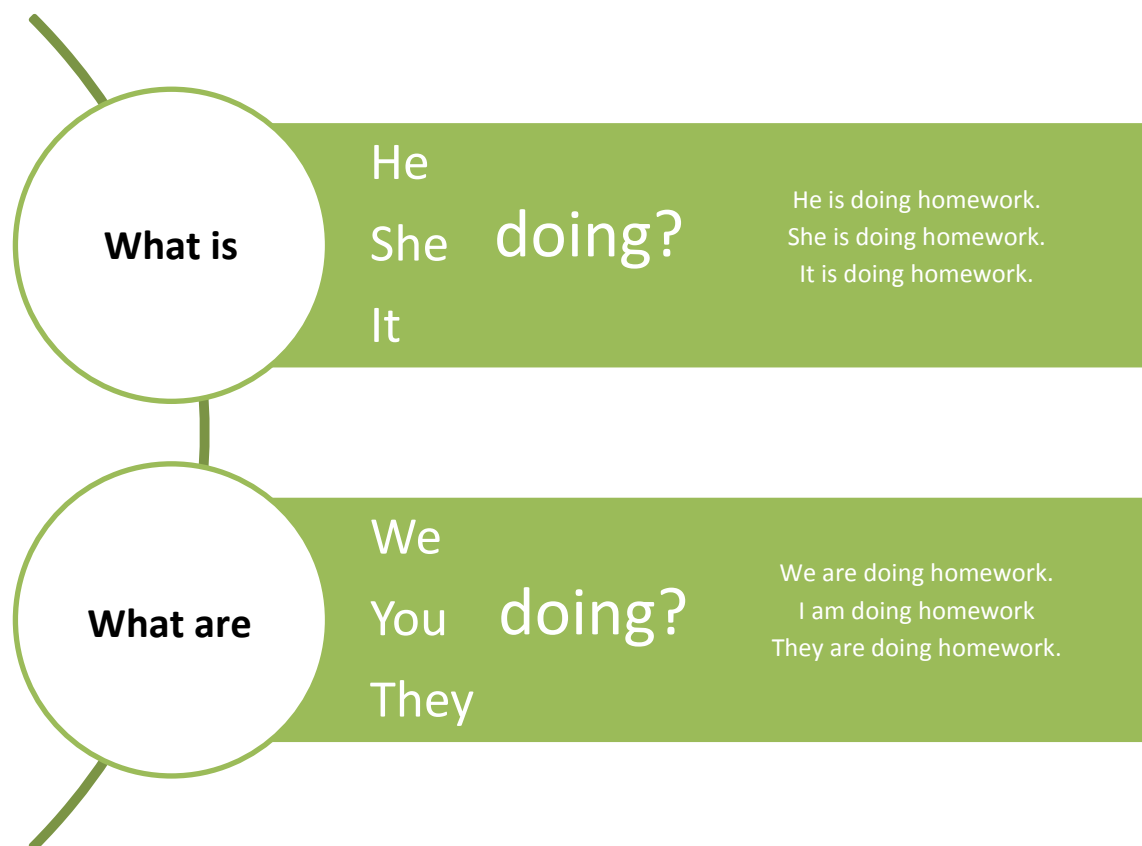 What is
He
She
It
doing?
He is doing homework.
She is doing homework.
It is doing homework.
What are
We
You
They
doing?
We are doing homework.
I am doing homework
They are doing homework.